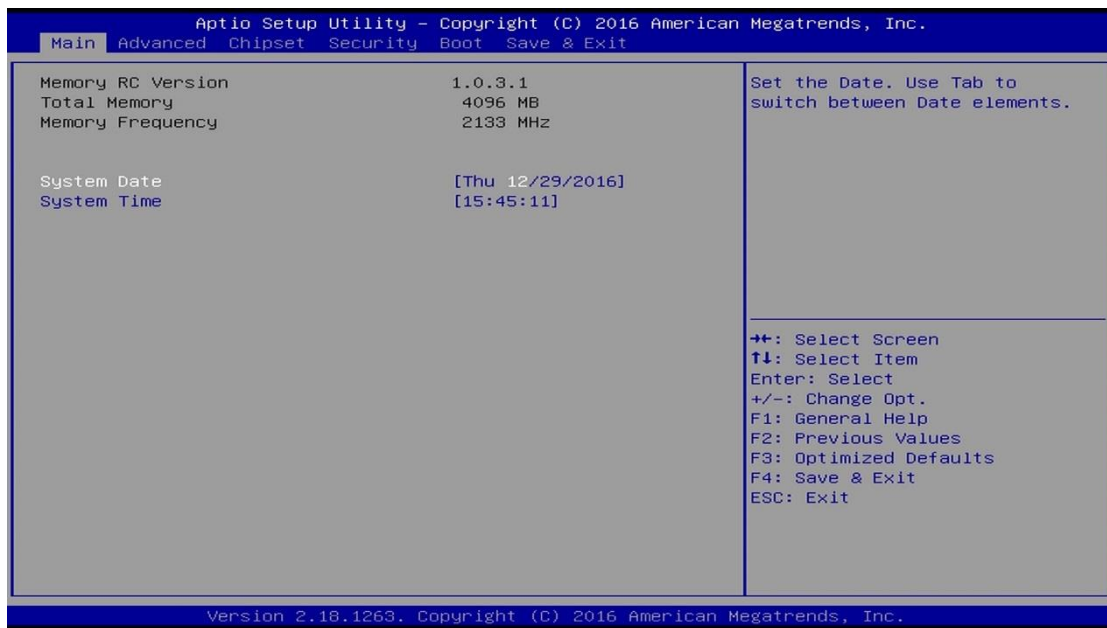 Aptio Setup Utility – Copyright (C) 2016 American Megatrends, Inc.
Main Advanced Chipset Security Boot Save & Exit
Memory RC Version 1.0.3.1
Total Memory 4096 MB
Memory Frequency 2133 MHz
System Date [Thu 12/29/2016]
System Time [15:45:11]
Set the Date. Use Tab to
switch between Date elements.
→←: Select Screen
↑↓: Select Item
Enter: Select
+/-: Change Opt.
F1: General Help
F2: Previous Values
F3: Optimized Defaults
F4: Save & Exit
ESC: Exit
Version 2.18.1263. Copyright (C) 2016 American Megatrends, Inc.